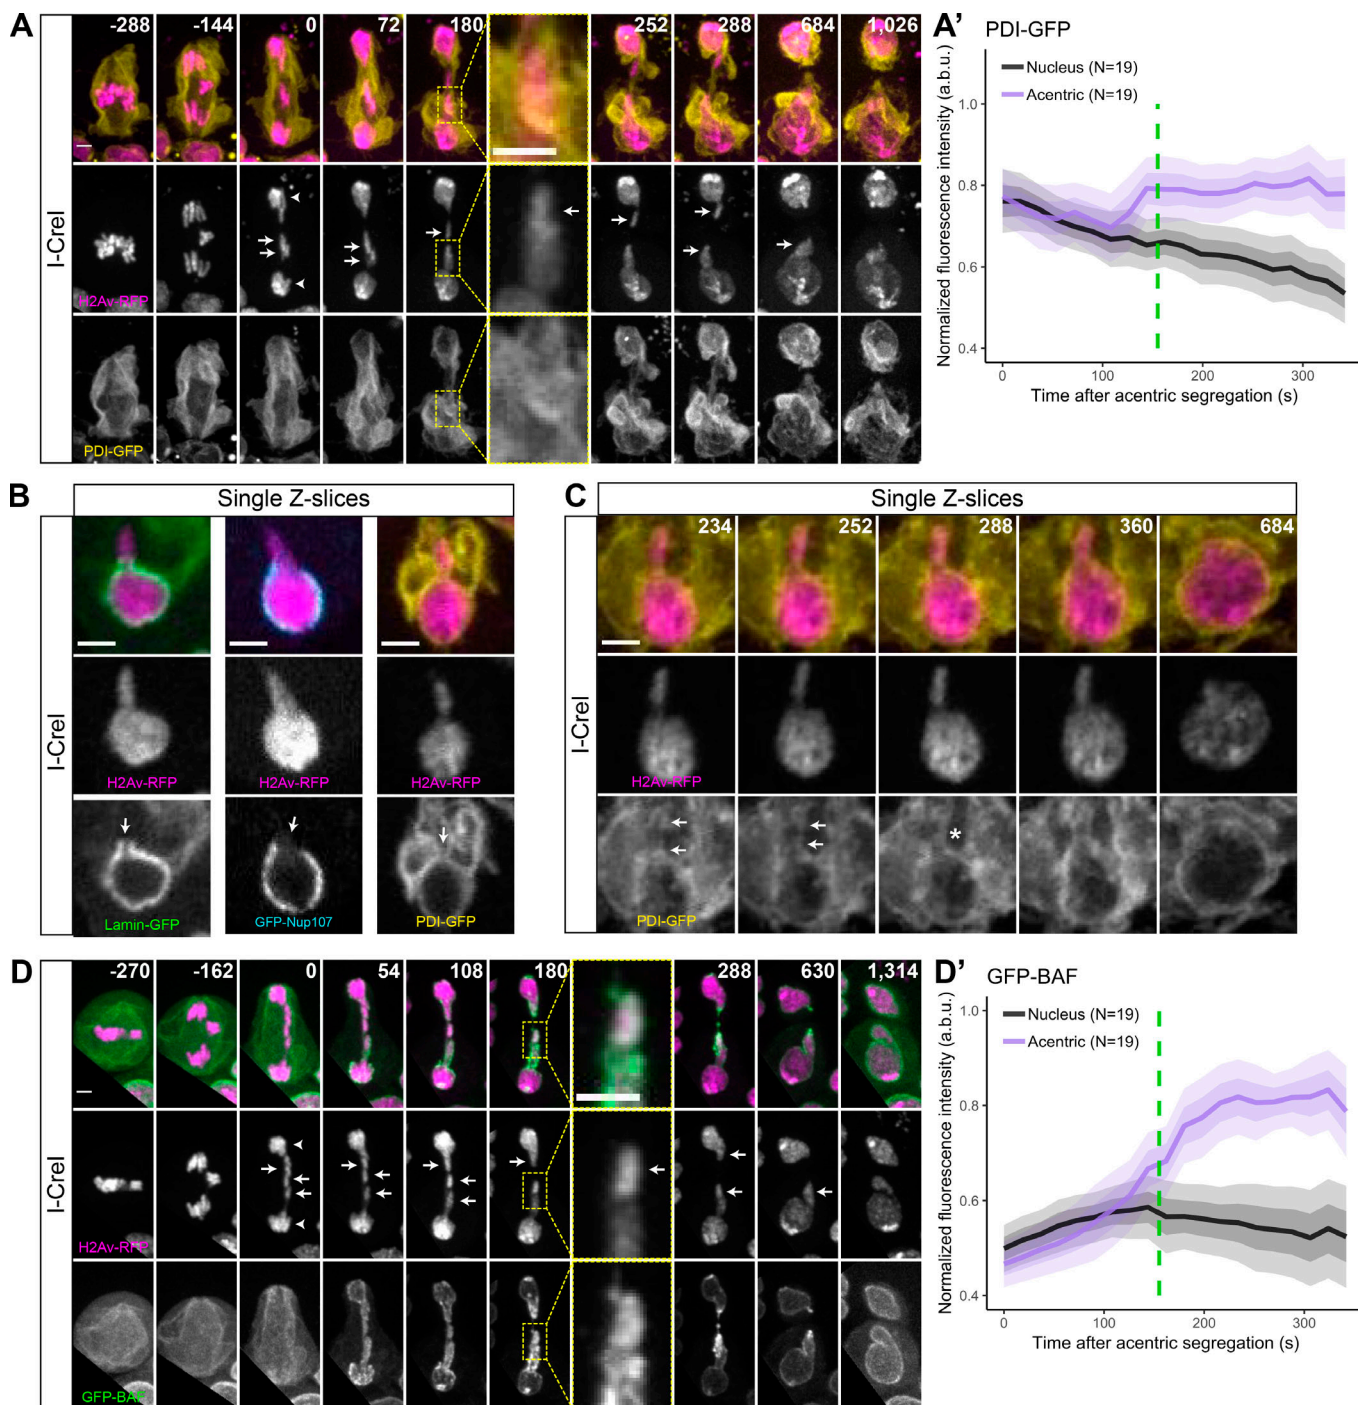 A
I-CreI
-288
-144
0
72
180
252
288
684
1,026
H2Av-RFP
PDI-GFP
A'
PDI-GFP
Nucleus (N=19)
Acentric (N=19)
Normalized fluorescence intensity (a.b.u.)
1.0
0.8
0.6
0.4
0
100
200
300
Time after acentric segregation (s)
B
Single Z-slices
I-CreI
H2Av-RFP
H2Av-RFP
H2Av-RFP
Lamin-GFP
GFP-Nup107
PDI-GFP
C
Single Z-slices
I-CreI
234
252
288
360
684
H2Av-RFP
*
PDI-GFP
D
I-CreI
-270
-162
0
54
108
180
288
630
1,314
H2Av-RFP
GFP-BAF
D'
GFP-BAF
Nucleus (N=19)
Acentric (N=19)
Normalized fluorescence intensity (a.b.u.)
1.0
0.8
0.6
0.4
0
100
200
300
Time after acentric segregation (s)